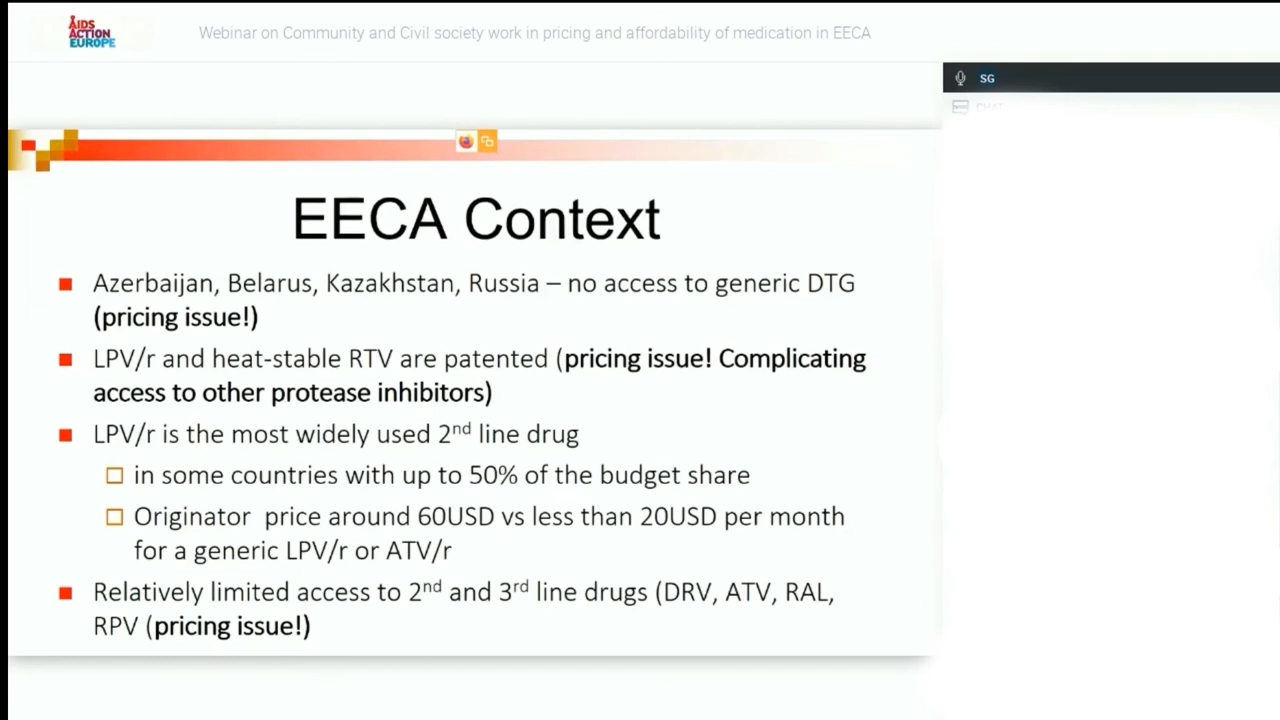 AIDS
ACTION
EUROPE
Webinar on Community and Civil society work in pricing and affordability of medication in EECA
SG
CHAT
EECA Context
Azerbaijan, Belarus, Kazakhstan, Russia – no access to generic DTG
(pricing issue!)
LPV/r and heat-stable RTV are patented (pricing issue! Complicating
access to other protease inhibitors)
LPV/r is the most widely used 2nd line drug
in some countries with up to 50% of the budget share
Originator price around 60USD vs less than 20USD per month
for a generic LPV/r or ATV/r
Relatively limited access to 2nd and 3rd line drugs (DRV, ATV, RAL,
RPV (pricing issue!)